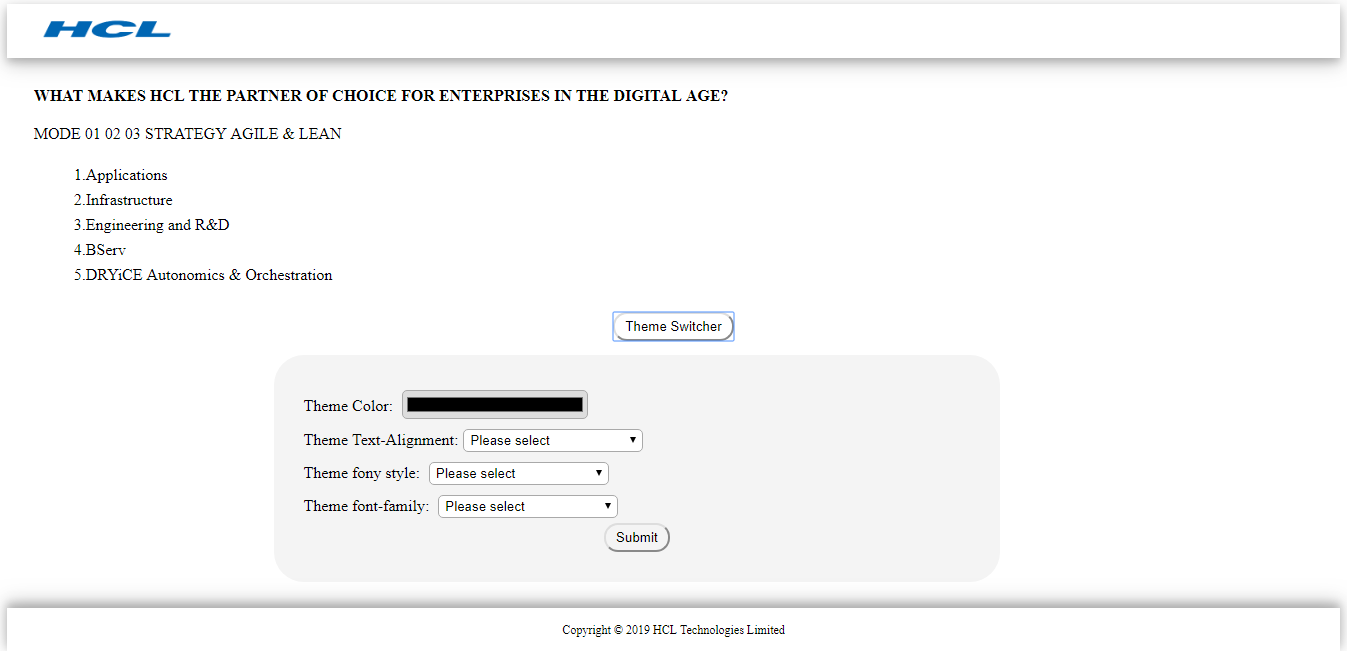 HCL
WHAT MAKES HCL THE PARTNER OF CHOICE FOR ENTERPRISES IN THE DIGITAL AGE?
MODE 01 02 03 STRATEGY AGILE & LEAN
1.Applications
2.Infrastructure
3.Engineering and R&D
4.BServ
5.DRYiCE Autonomics & Orchestration
Theme Switcher
Theme Color:
Theme Text-Alignment: Please select
Theme fony style: Please select
Theme font-family: Please select
Submit
Copyright © 2019 HCL Technologies Limited